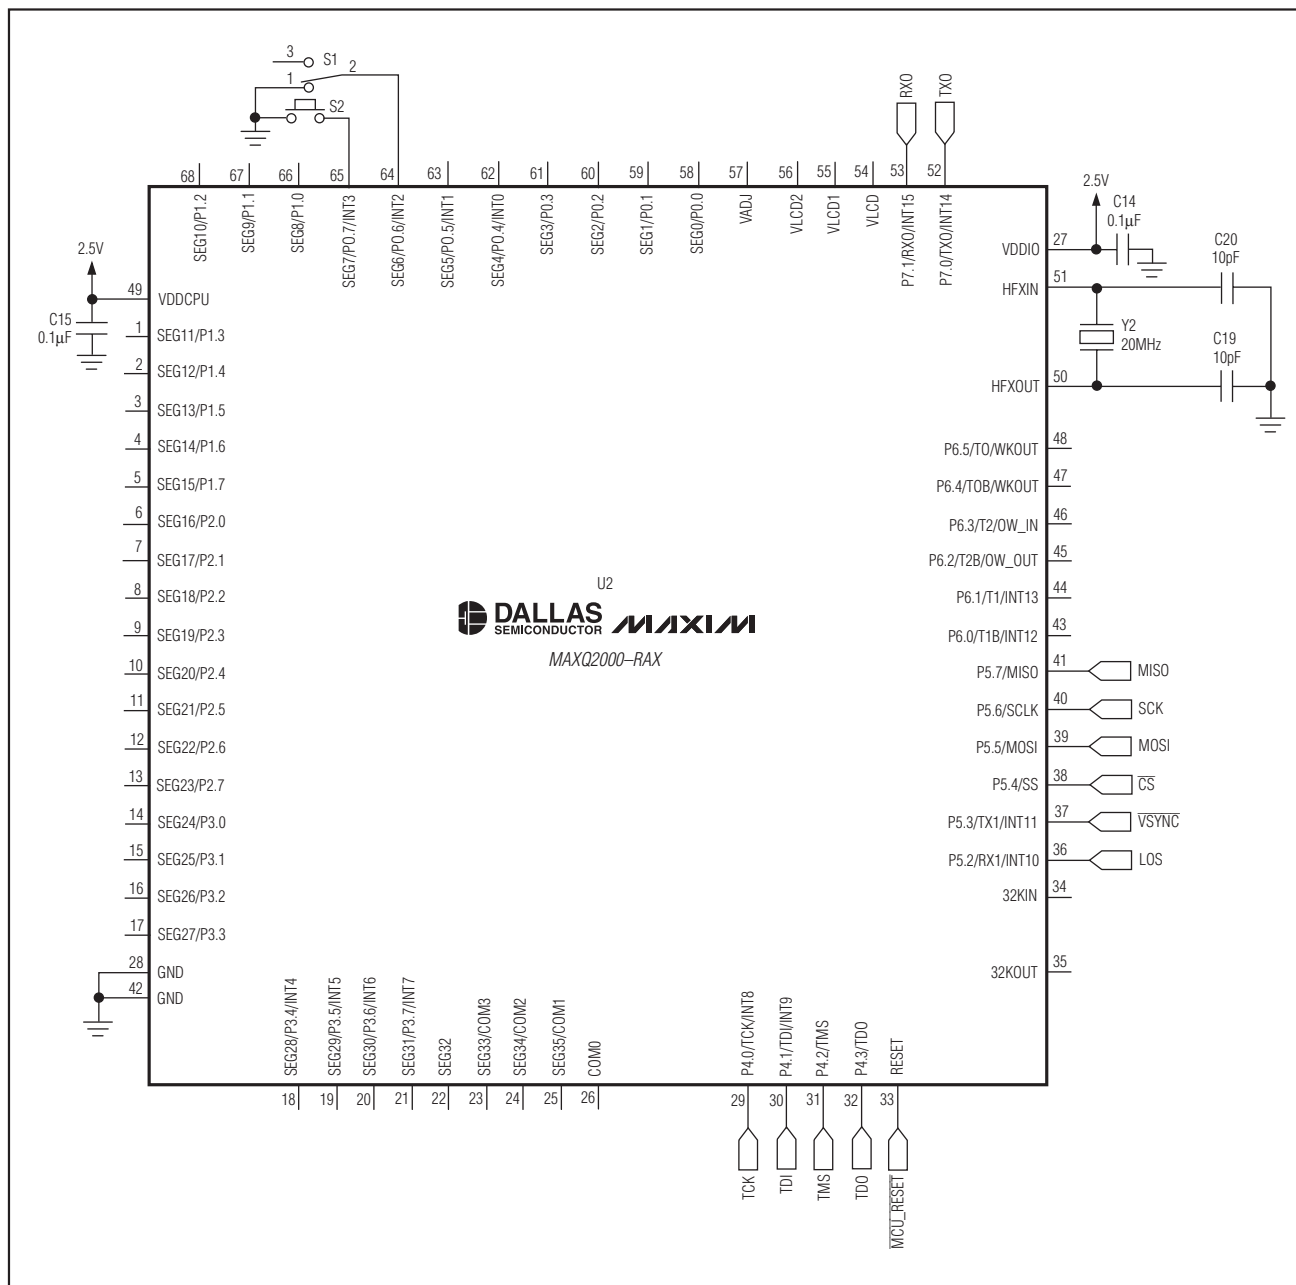 3
S1
1
2
S2
RXO
TXO
68
67
66
65
64
63
62
61
60
59
58
57
56
55
54
53
52
SEG10/P1.2
SEG9/P1.1
SEG8/P1.0
SEG7/PO.7/INT3
SEG6/PO.6/INT2
SEG5/PO.5/INT1
SEG4/PO.4/INT0
SEG3/P0.3
SEG2/P0.2
SEG1/P0.1
SEG0/P0.0
VADJ
VLCD2
VLCD1
VLCD
P7.1/RXO/INT15
P7.0/TXO/INT14
2.5V
C15
0.1µF
49 VDDCPU
1 SEG11/P1.3
2 SEG12/P1.4
3 SEG13/P1.5
4 SEG14/P1.6
5 SEG15/P1.7
6 SEG16/P2.0
7 SEG17/P2.1
8 SEG18/P2.2
9 SEG19/P2.3
10 SEG20/P2.4
11 SEG21/P2.5
12 SEG22/P2.6
13 SEG23/P2.7
14 SEG24/P3.0
15 SEG25/P3.1
16 SEG26/P3.2
17 SEG27/P3.3
28 GND
42 GND
U2
DALLAS
SEMICONDUCTOR
MAXIM
MAXQ2000–RAX
2.5V
C14
0.1µF
VDDIO 27
HFXIN 51
C20
10pF
Y2
20MHz
C19
10pF
HFXOUT 50
P6.5/TO/WKOUT 48
P6.4/TOB/WKOUT 47
P6.3/T2/OW_IN 46
P6.2/T2B/OW_OUT 45
P6.1/T1/INT13 44
P6.0/T1B/INT12 43
P5.7/MISO 41 MISO
P5.6/SCLK 40 SCK
P5.5/MOSI 39 MOSI
P5.4/SS 38 CS
P5.3/TX1/INT11 37 VSYNC
P5.2/RX1/INT10 36 LOS
32KIN 34
32KOUT 35
SEG28/P3.4/INT4
SEG29/P3.5/INT5
SEG30/P3.6/INT6
SEG31/P3.7/INT7
SEG32
SEG33/COM3
SEG34/COM2
SEG35/COM1
COM0
P4.0/TCK/INT8
P4.1/TDI/INT9
P4.2/TMS
P4.3/TDO
RESET
18
19
20
21
22
23
24
25
26
29
30
31
32
33
TCK
TDI
TMS
TDO
MCU_RESET